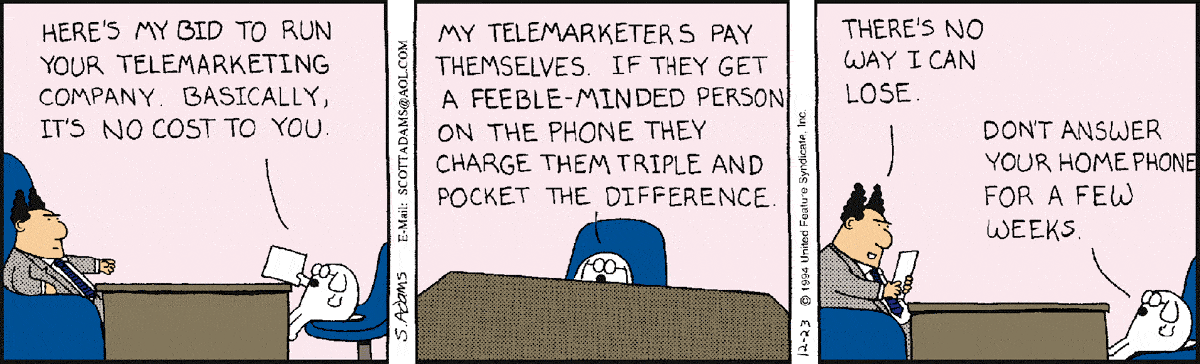 HERE'S MY BID TO RUN
YOUR TELEMARKETING
COMPANY. BASICALLY,
IT'S NO COST TO YOU.
S. Adams
E-Mail: SCOTTADAMS@AOL.COM
MY TELEMARKETERS PAY
THEMSELVES. IF THEY GET
A FEEBLE-MINDED PERSON
ON THE PHONE THEY
CHARGE THEM TRIPLE AND
POCKET THE DIFFERENCE.
12-23 © 1994 United Feature Syndicate, Inc.
THERE'S NO
WAY I CAN
LOSE.
DON'T ANSWER
YOUR HOME PHONE
FOR A FEW
WEEKS.